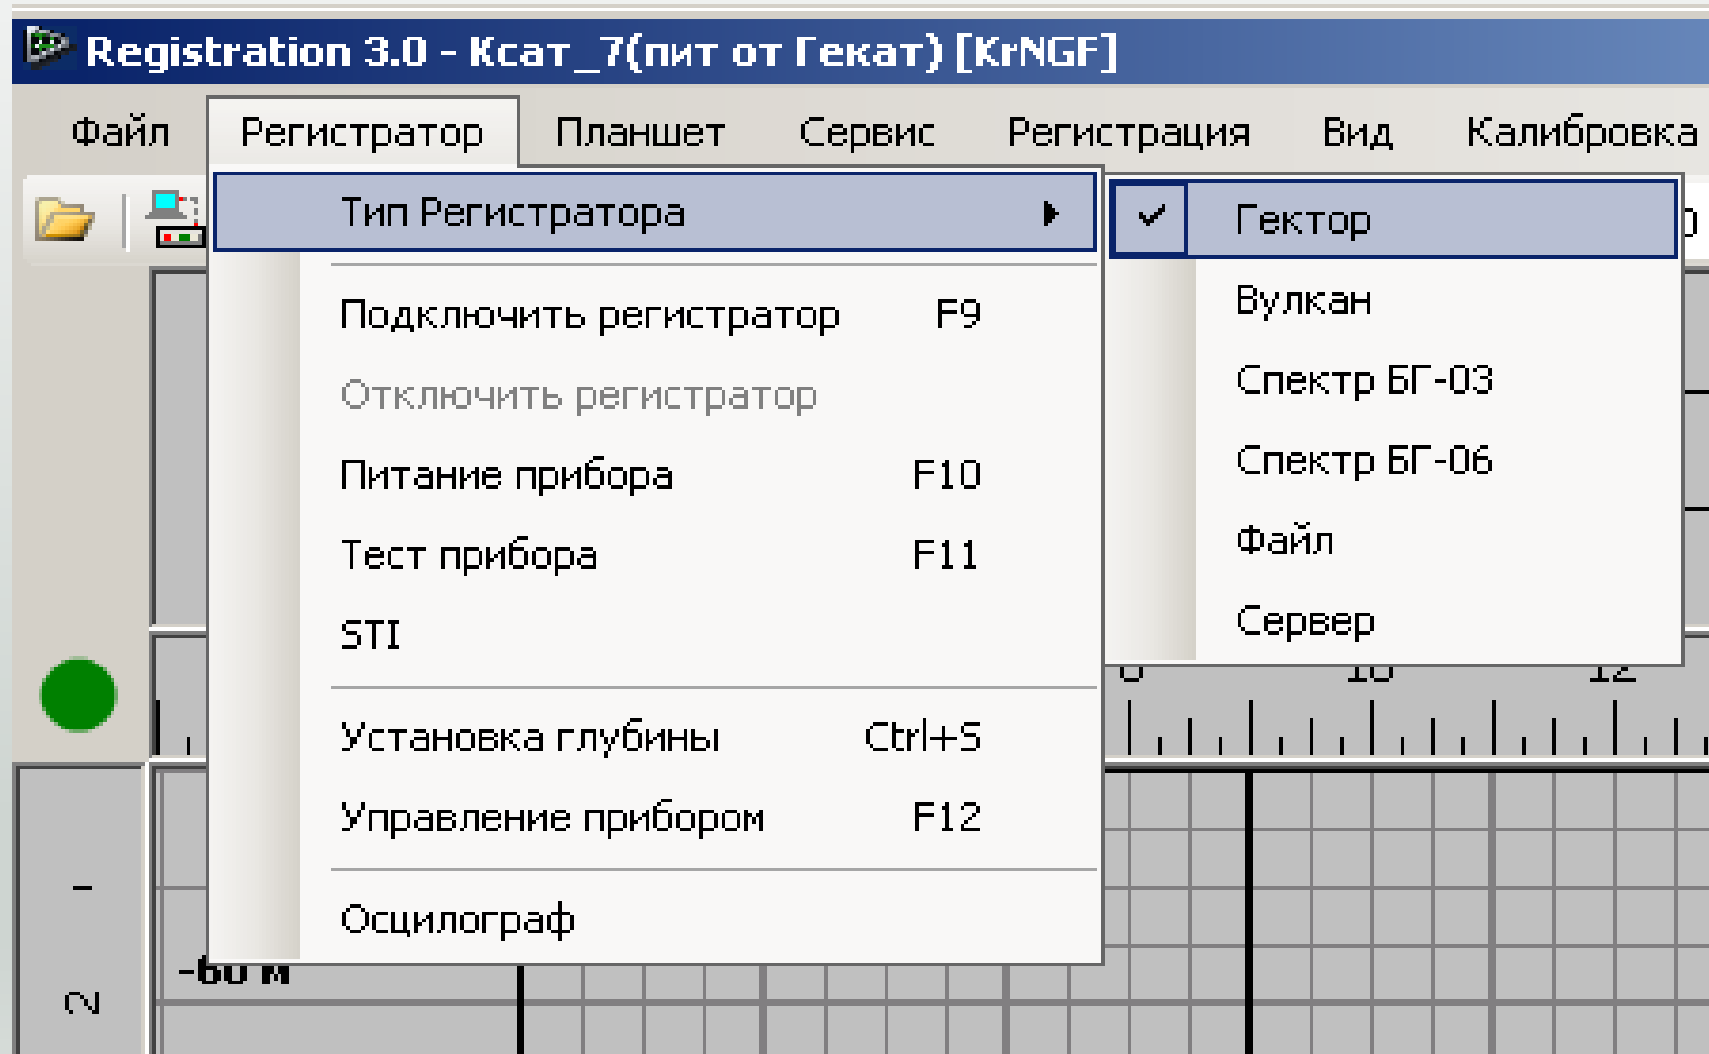 Registration 3.0 - Ксат_7(пит от Гекат) [KrNGF]
Файл Регистратор Планшет Сервис Регистрация Вид Калибровка
Тип Регистратора
Подключить регистратор F9
Отключить регистратор
Питание прибора F10
Тест прибора F11
STI
Установка глубины Ctrl+S
Управление прибором F12
Осцилограф
Гектор
Вулкан
Спектр БГ-03
Спектр БГ-06
Файл
Сервер
10 12
-60 м
2